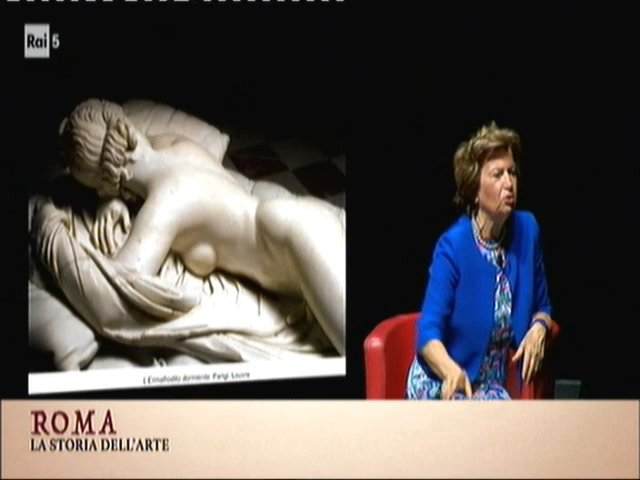 Rai 5
L'Ermafrodito dormiente. Parigi, Louvre
ROMA
LA STORIA DELL'ARTE